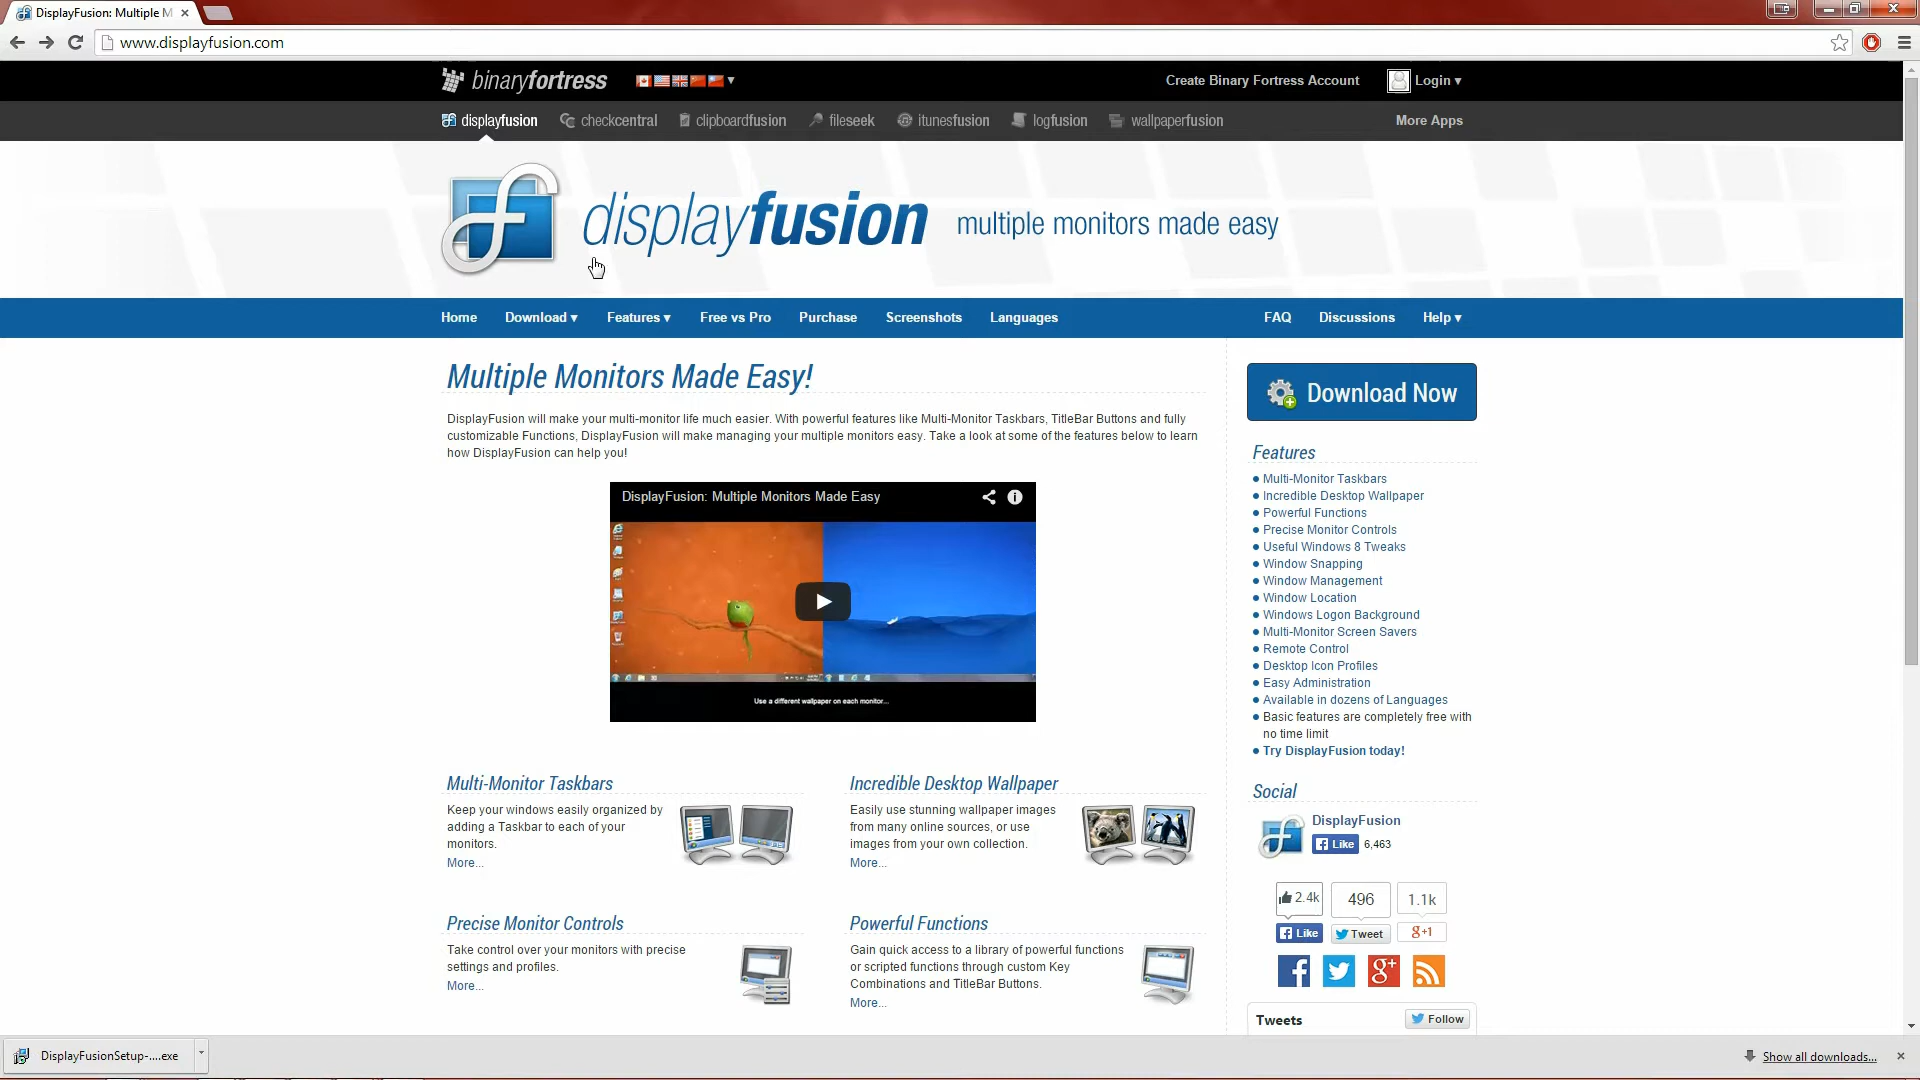 DisplayFusion: Multiple M
www.displayfusion.com
binaryfortress
Create Binary Fortress Account
Login ▾
displayfusion
checkcentral
clipboardfusion
fileseek
itunesfusion
logfusion
wallpaperfusion
More Apps
displayfusion
multiple monitors made easy
Home
Download ▾
Features ▾
Free vs Pro
Purchase
Screenshots
Languages
FAQ
Discussions
Help ▾
Multiple Monitors Made Easy!
DisplayFusion will make your multi-monitor life much easier. With powerful features like Multi-Monitor Taskbars, TitleBar Buttons and fully
customizable Functions, DisplayFusion will make managing your multiple monitors easy. Take a look at some of the features below to learn
how DisplayFusion can help you!
DisplayFusion: Multiple Monitors Made Easy
Use a different wallpaper on each monitor...
Multi-Monitor Taskbars
Keep your windows easily organized by
adding a Taskbar to each of your
monitors.
More...
Incredible Desktop Wallpaper
Easily use stunning wallpaper images
from many online sources, or use
images from your own collection.
More...
Precise Monitor Controls
Take control over your monitors with precise
settings and profiles.
More...
Powerful Functions
Gain quick access to a library of powerful functions
or scripted functions through custom Key
Combinations and TitleBar Buttons.
More...
Download Now
Features
Multi-Monitor Taskbars
Incredible Desktop Wallpaper
Powerful Functions
Precise Monitor Controls
Useful Windows 8 Tweaks
Window Snapping
Window Management
Window Location
Windows Logon Background
Multi-Monitor Screen Savers
Remote Control
Desktop Icon Profiles
Easy Administration
Available in dozens of Languages
Basic features are completely free with
no time limit
Try DisplayFusion today!
Social
DisplayFusion
Like 6,463
2.4k
496
1.1k
Like
Tweet
g+1
Tweets
Follow
DisplayFusionSetup-....exe
Show all downloads...